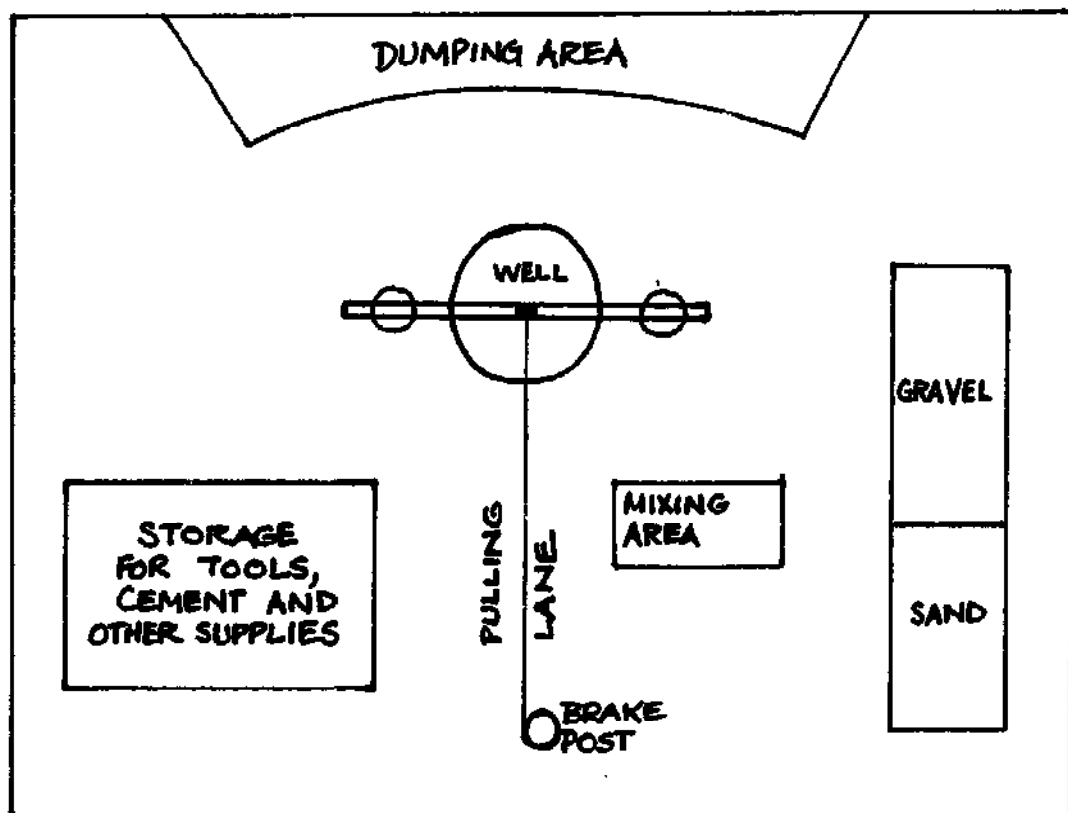 DUMPING AREA
WELL
GRAVEL
STORAGE
FOR TOOLS,
CEMENT AND
OTHER SUPPLIES
PULLING
LANE
MIXING
AREA
SAND
BRAKE
POST